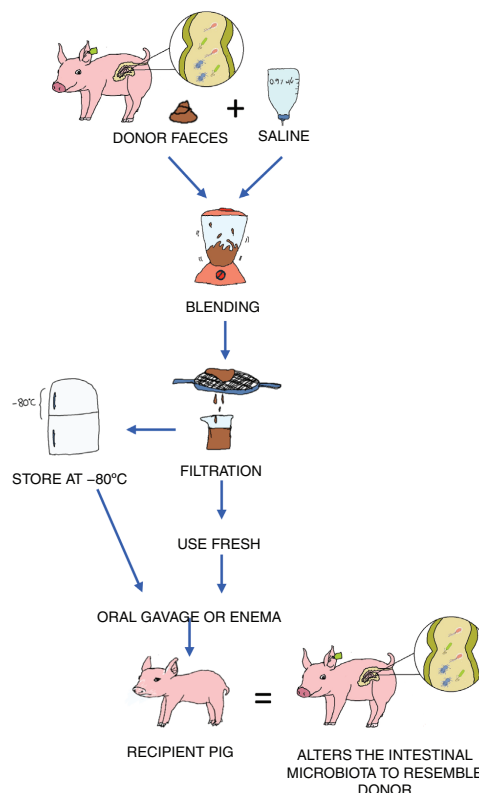 DONOR FAECES
+
SALINE
BLENDING
-80°C
FILTRATION
STORE AT –80ºC
USE FRESH
ORAL GAVAGE OR ENEMA
=
RECIPIENT PIG
ALTERS THE INTESTINAL
MICROBIOTA TO RESEMBLE
DONOR